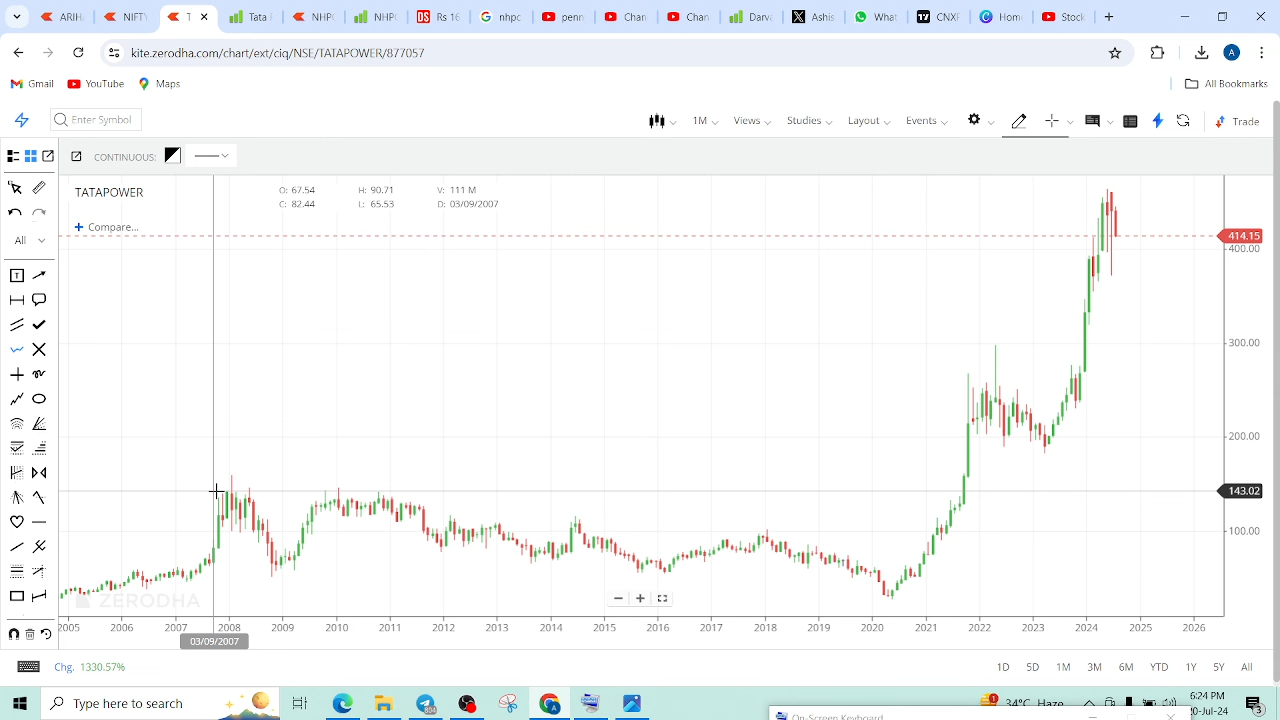 Tata
NIFT
NIFT
NHPC
NHPC
Rs 16
nhpc
penn
Chan
Chan
Darva
Ashis
What
CNXF
Hom
Stock
kite.zerodha.com/chart/ext/ciq/NSE/TATAPOWER/877057
A
Gmail
YouTube
Maps
All Bookmarks
Enter Symbol
1M
Views
Studies
Layout
Events
Trade
CONTINUOUS:
TATAPOWER
O: 67.54
H: 90.71
V: 111 M
C: 82.44
L: 65.53
D: 03/09/2007
Compare...
All
414.15
400.00
300.00
200.00
143.02
100.00
ZERODHA
2005
2006
2007
2008
2009
2010
2011
2012
2013
2014
2015
2016
2017
2018
2019
2020
2021
2022
2023
2024
2025
2026
03/09/2007
Chg. 1330.57%
1D
5D
1M
3M
6M
YTD
1Y
5Y
All
Type here to search
6:24 PM
On-Screen Keyboard